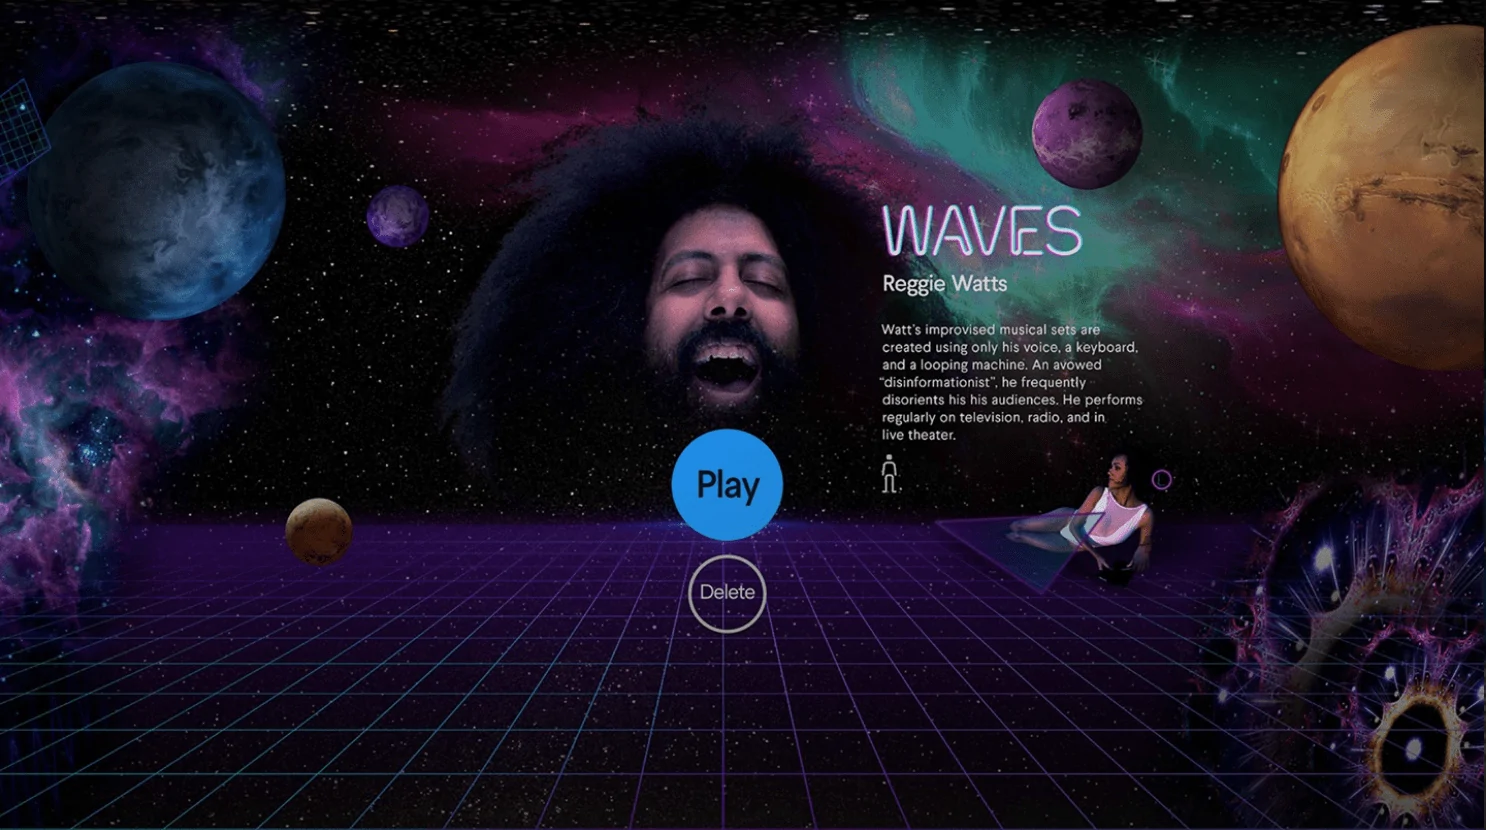 WAVES
Reggie Watts
Watt's improvised musical sets are
created using only his voice, a keyboard,
and a looping machine. An avowed
"disinformationist", he frequently
disorients his his audiences. He performs
regularly on television, radio, and in
live theater.
Play
Delete